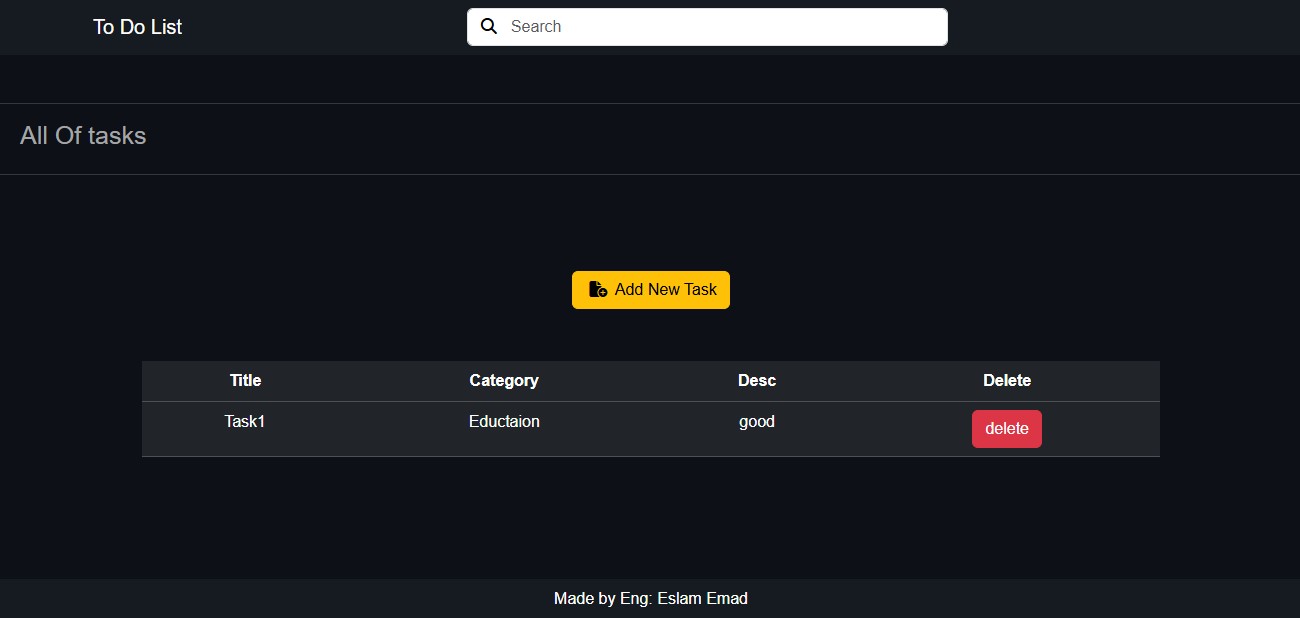 To Do List
Search
All Of tasks
Add New Task
Title Category Desc Delete
Task1 Eductaion good delete
Made by Eng: Eslam Emad